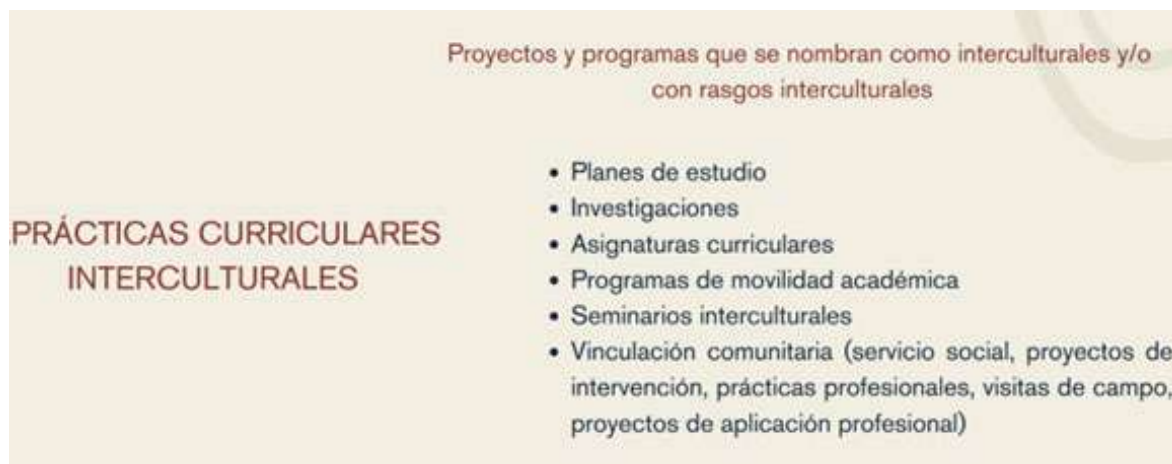 Proyectos y programas que se nombran como interculturales y/o
con rasgos interculturales
.PRÁCTICAS CURRICULARES
INTERCULTURALES
• Planes de estudio
• Investigaciones
• Asignaturas curriculares
• Programas de movilidad académica
• Seminarios interculturales
• Vinculación comunitaria (servicio social, proyectos de
intervención, prácticas profesionales, visitas de campo,
proyectos de aplicación profesional)